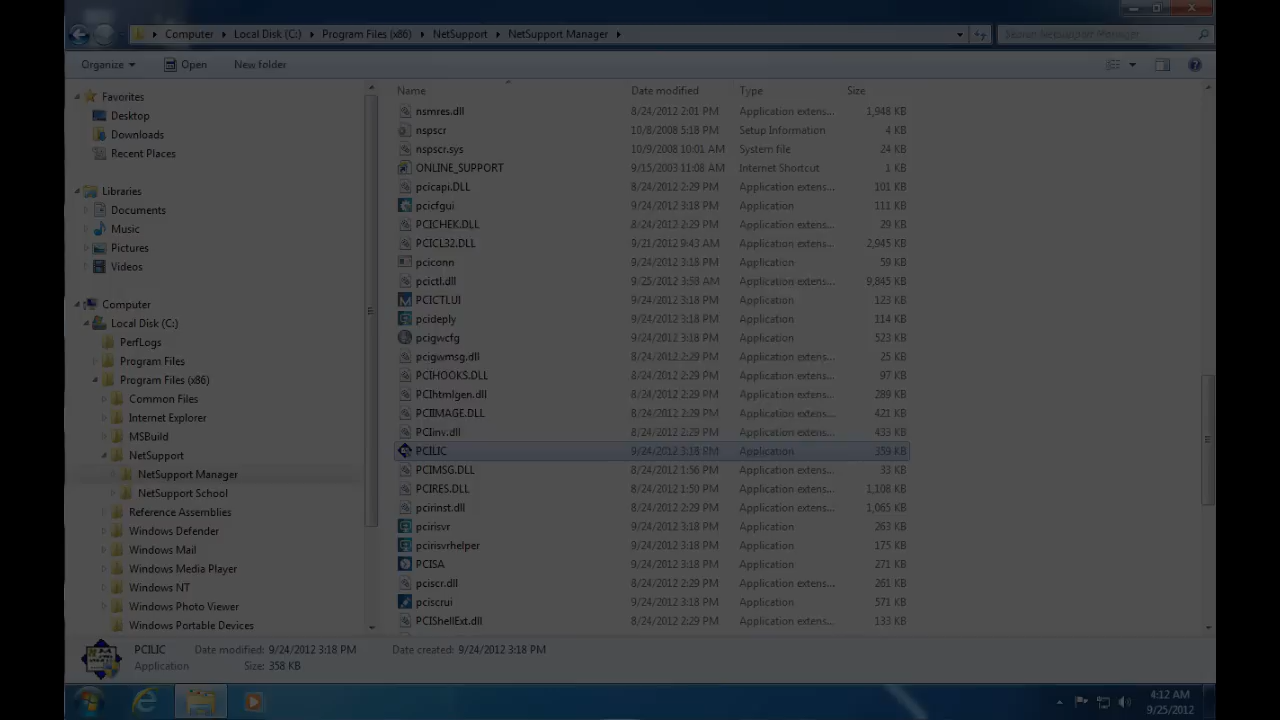 Computer Local Disk (C:) Program Files (x86) NetSupport NetSupport Manager Search NetSupport Manager
Organize Open New folder
Favorites
Desktop
Downloads
Recent Places
Libraries
Documents
Music
Pictures
Videos
Computer
Local Disk (C:)
PerfLogs
Program Files
Program Files (x86)
Common Files
Internet Explorer
MSBuild
NetSupport
NetSupport Manager
NetSupport School
Reference Assemblies
Windows Defender
Windows Mail
Windows Media Player
Windows NT
Windows Photo Viewer
Windows Portable Devices
Name Date modified Type Size
nsmres.dll 8/24/2012 2:01 PM Application extens... 1,948 KB
nspscr 10/8/2008 5:18 PM Setup Information 4 KB
nspscr.sys 10/9/2008 10:01 AM System file 24 KB
ONLINE_SUPPORT 9/15/2003 11:08 AM Internet Shortcut 1 KB
pcicapi.DLL 8/24/2012 2:29 PM Application extens... 101 KB
pcicfgui 9/24/2012 3:18 PM Application 111 KB
PCICHEK.DLL 8/24/2012 2:29 PM Application extens... 29 KB
PCICL32.DLL 9/21/2012 9:43 AM Application extens... 2,945 KB
pciconn 9/24/2012 3:18 PM Application 59 KB
pcictl.dll 9/25/2012 3:53 AM Application extens... 9,845 KB
PCICTLUI 9/24/2012 3:18 PM Application 123 KB
pcideply 9/24/2012 3:18 PM Application 114 KB
pcigwcfg 9/24/2012 3:18 PM Application 523 KB
pcigwmsg.dll 8/24/2012 2:29 PM Application extens... 25 KB
PCIHOOKS.DLL 8/24/2012 2:29 PM Application extens... 97 KB
PCIhtmlgen.dll 8/24/2012 2:29 PM Application extens... 289 KB
PCIIMAGE.DLL 8/24/2012 2:29 PM Application extens... 421 KB
PCIinv.dll 8/24/2012 2:29 PM Application extens... 433 KB
PCILIC 9/24/2012 3:18 PM Application 359 KB
PCIMSG.DLL 8/24/2012 1:56 PM Application extens... 33 KB
PCIRES.DLL 8/24/2012 1:50 PM Application extens... 1,108 KB
pcirinst.dll 8/24/2012 2:29 PM Application extens... 1,065 KB
pcirisvr 9/24/2012 3:18 PM Application 263 KB
pcirisvrhelper 9/24/2012 3:18 PM Application 175 KB
PCISA 9/24/2012 3:18 PM Application 271 KB
pciscr.dll 8/24/2012 2:29 PM Application extens... 261 KB
pciscrui 9/24/2012 3:18 PM Application 571 KB
PCIShellExt.dll 8/24/2012 2:29 PM Application extens... 133 KB
PCILIC Date modified: 9/24/2012 3:18 PM Date created: 9/24/2012 3:18 PM
Application Size: 358 KB
4:12 AM
9/25/2012